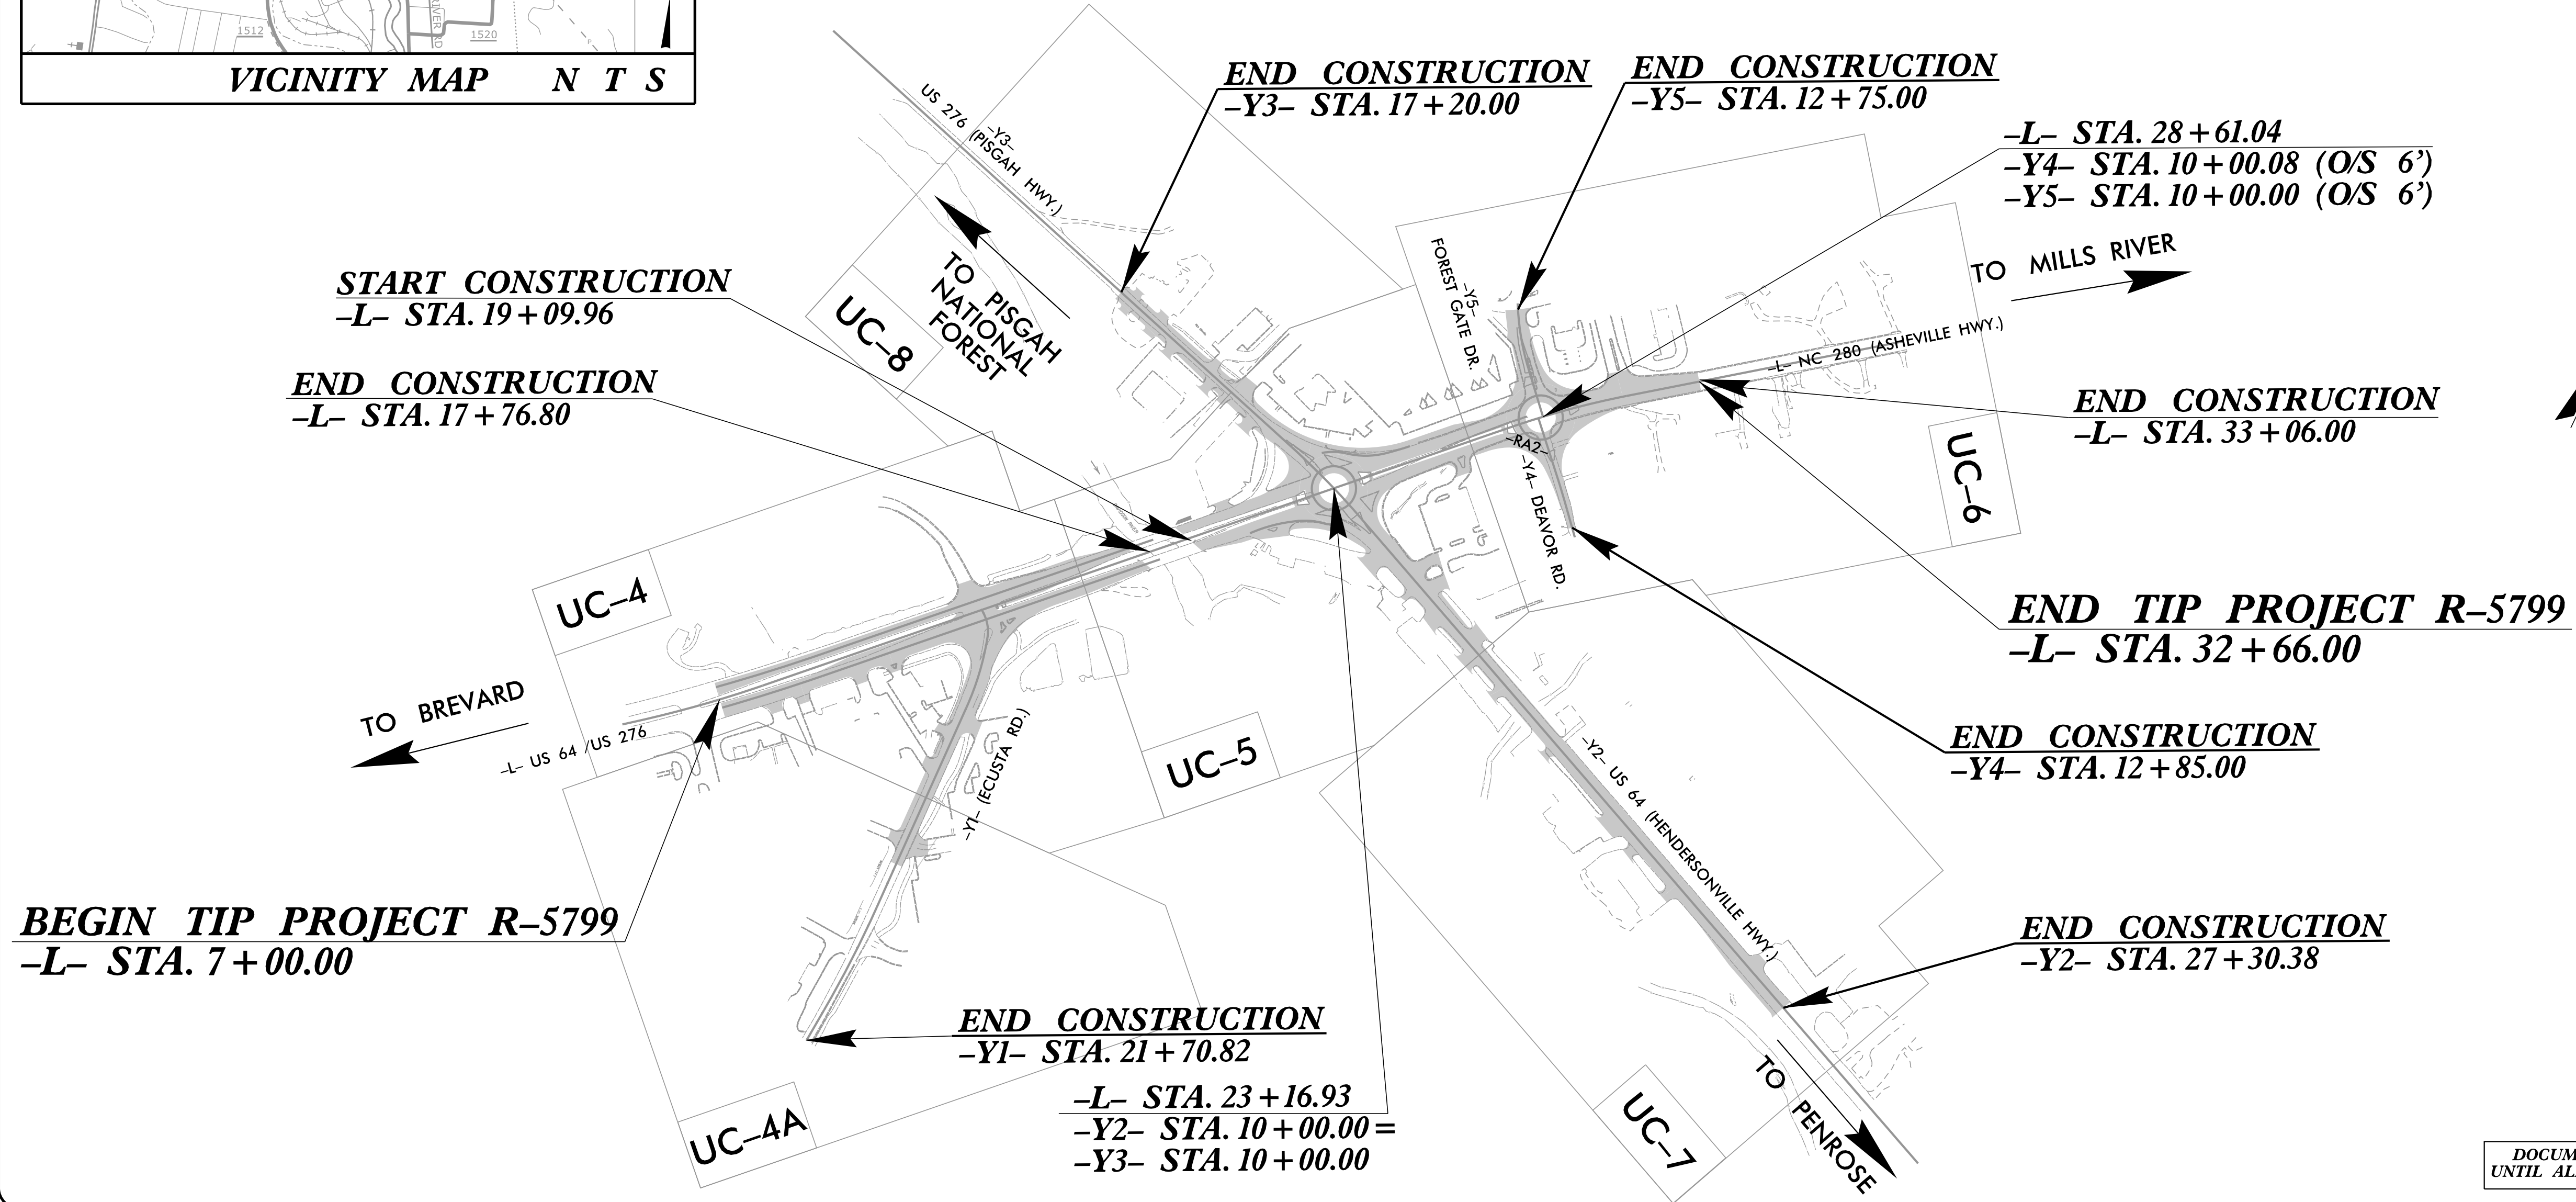 1512
RIVER RD
1520
VICINITY MAP N T S
END CONSTRUCTION
–Y3– STA. 17+20.00
END CONSTRUCTION
–Y5– STA. 12+75.00
–L– STA. 28+61.04
–Y4– STA. 10+00.08 (O/S 6')
–Y5– STA. 10+00.00 (O/S 6')
US 276 (PISGAH HWY.)
–Y3–
TO PISGAH
NATIONAL
FOREST
UC–8
START CONSTRUCTION
–L– STA. 19+09.96
END CONSTRUCTION
–L– STA. 17+76.80
–Y5–
FOREST GATE DR.
TO MILLS RIVER
–L– NC 280 (ASHEVILLE HWY.)
END CONSTRUCTION
–L– STA. 33+06.00
UC–6
–RA2–
–Y4– DEAVOR RD.
UC–4
END TIP PROJECT R–5799
–L– STA. 32+66.00
TO BREVARD
–L– US 64 /US 276
UC–5
–Y1– (ECUSTA RD.)
–Y2– US 64 (HENDERSONVILLE HWY.)
END CONSTRUCTION
–Y4– STA. 12+85.00
BEGIN TIP PROJECT R–5799
–L– STA. 7+00.00
END CONSTRUCTION
–Y2– STA. 27+30.38
END CONSTRUCTION
–Y1– STA. 21+70.82
–L– STA. 23+16.93
–Y2– STA. 10+00.00=
–Y3– STA. 10+00.00
UC–4A
UC–7
TO PENROSE
DOCUM
UNTIL AL